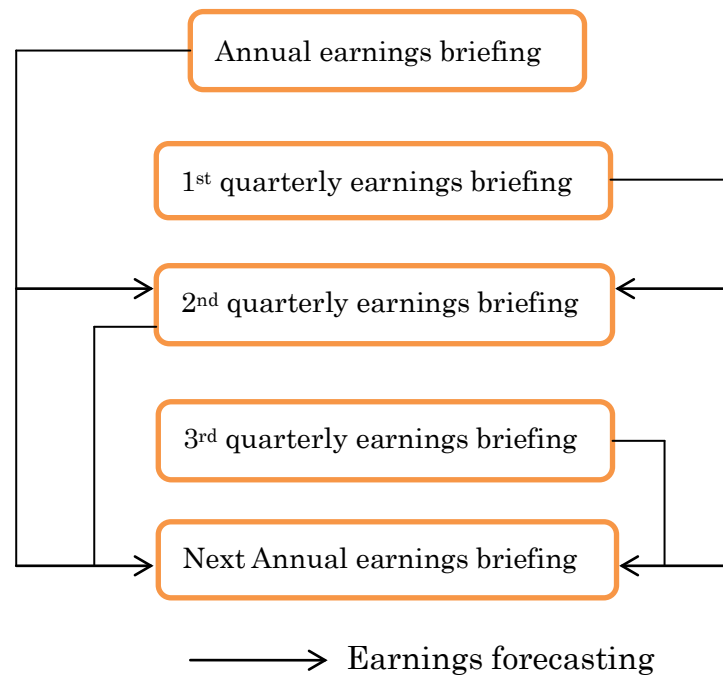 Annual earnings briefing
1st quarterly earnings briefing
2nd quarterly earnings briefing
3rd quarterly earnings briefing
Next Annual earnings briefing
Earnings forecasting